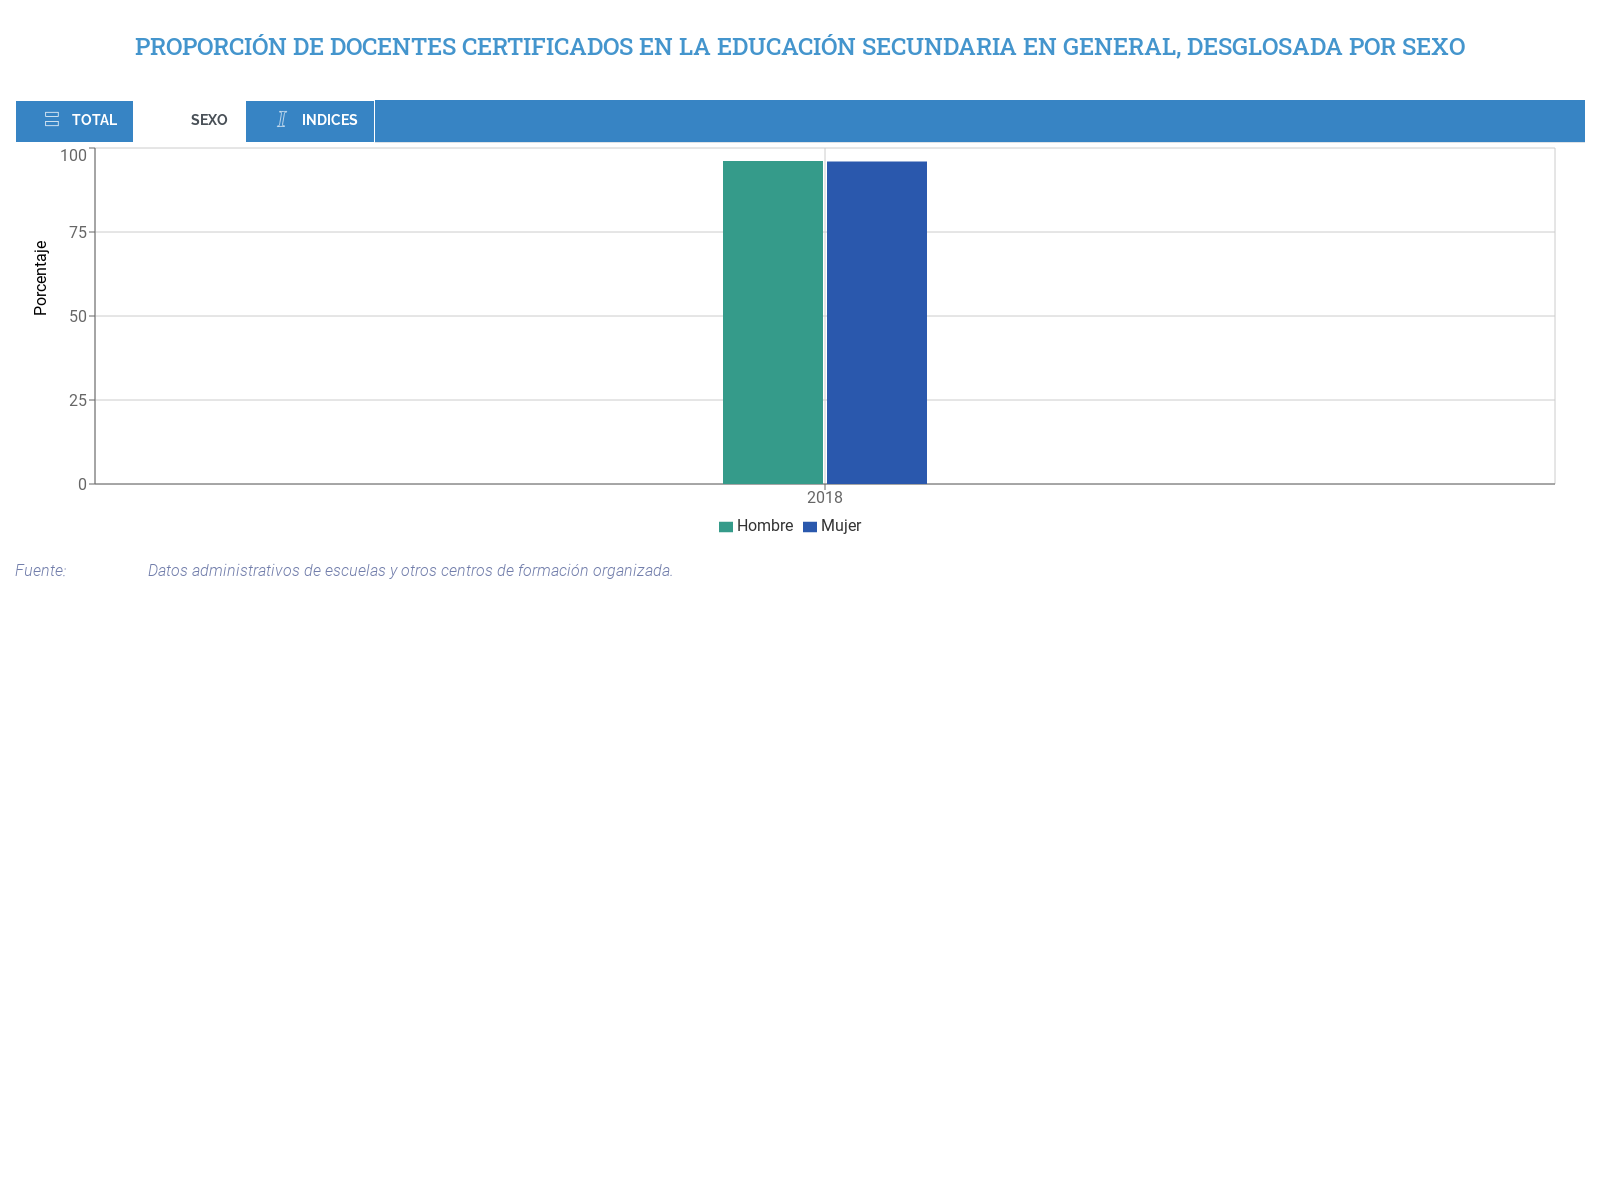 PROPORCIÓN DE DOCENTES CERTIFICADOS EN LA EDUCACIÓN SECUNDARIA EN GENERAL, DESGLOSADA POR SEXO
TOTAL SEXO INDICES
100
75
50
25
0
Porcentaje
2018
Hombre Mujer
Fuente: Datos administrativos de escuelas y otros centros de formación organizada.